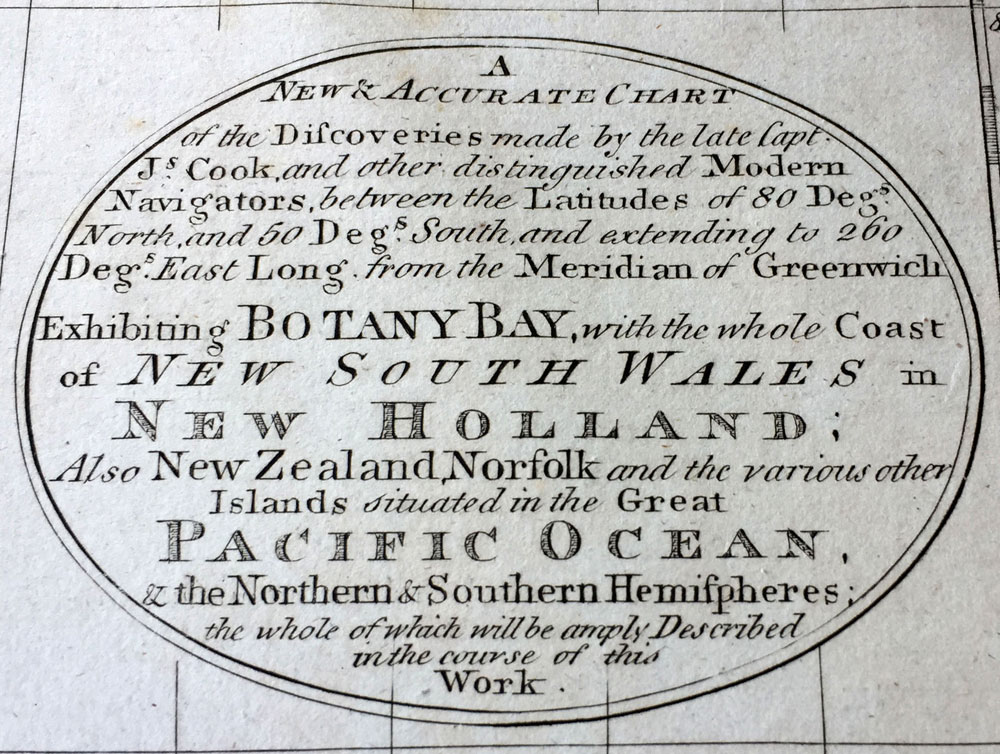 A
NEW & ACCURATE CHART
of the Diſcoveries made by the late Capt.
Js. Cook, and other distinguished Modern
Navigators, between the Latitudes of 80 Degs.
North, and 50 Degs. South, and extending to 260
Degs. East Long. from the Meridian of Greenwich
Exhibiting BOTANY BAY, with the whole Coast
of NEW SOUTH WALES in
NEW HOLLAND;
Also New Zealand, Norfolk and the various other
Islands situated in the Great
PACIFIC OCEAN,
& the Northern & Southern Hemiſpheres;
the whole of which will be amply Described
in the course of this
Work.